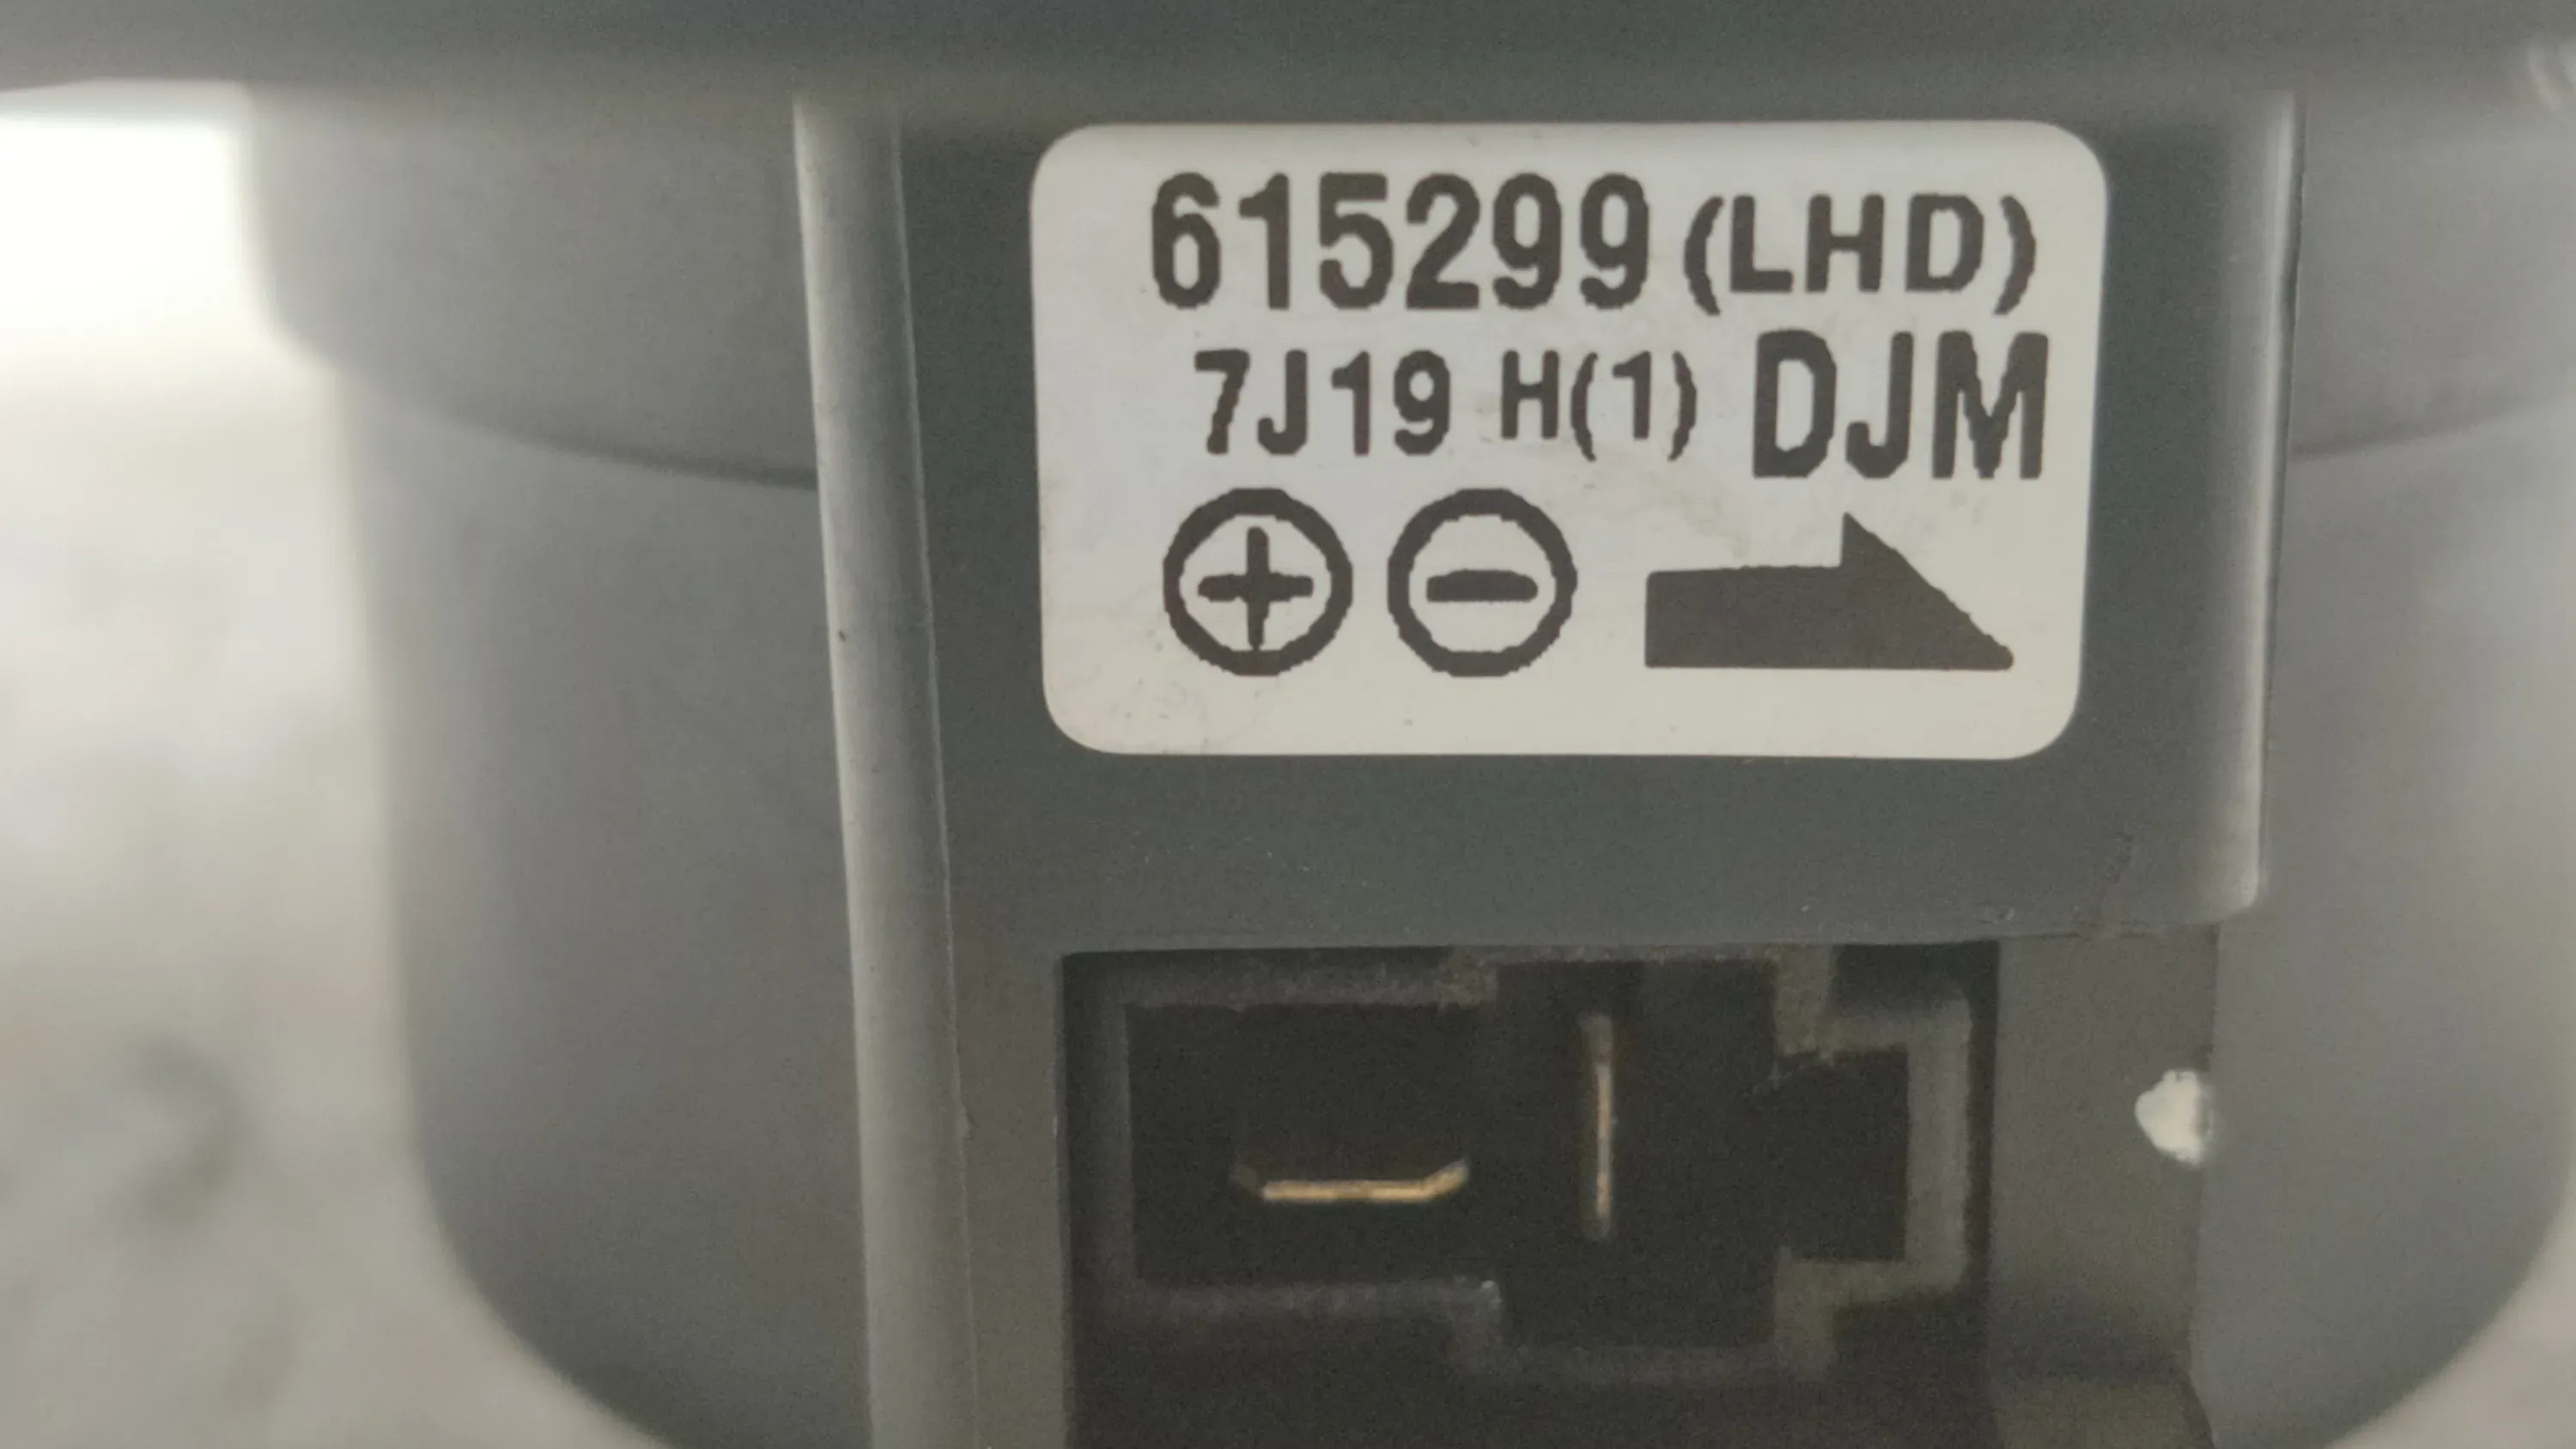 615299 (LHD)
7J19 H(1) DJM
⊕ ⊖